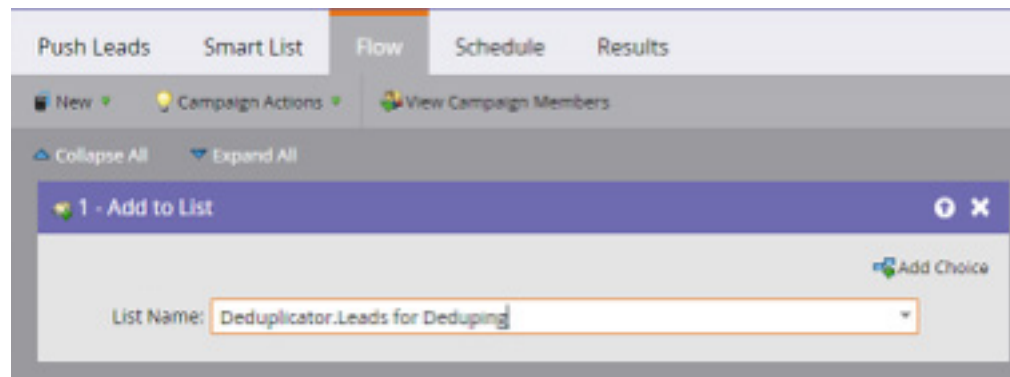 Push Leads Smart List Flow Schedule Results
New Campaign Actions View Campaign Members
Collapse All Expand All
1 - Add to List
Add Choice
List Name: Deduplicator.Leads for Deduping